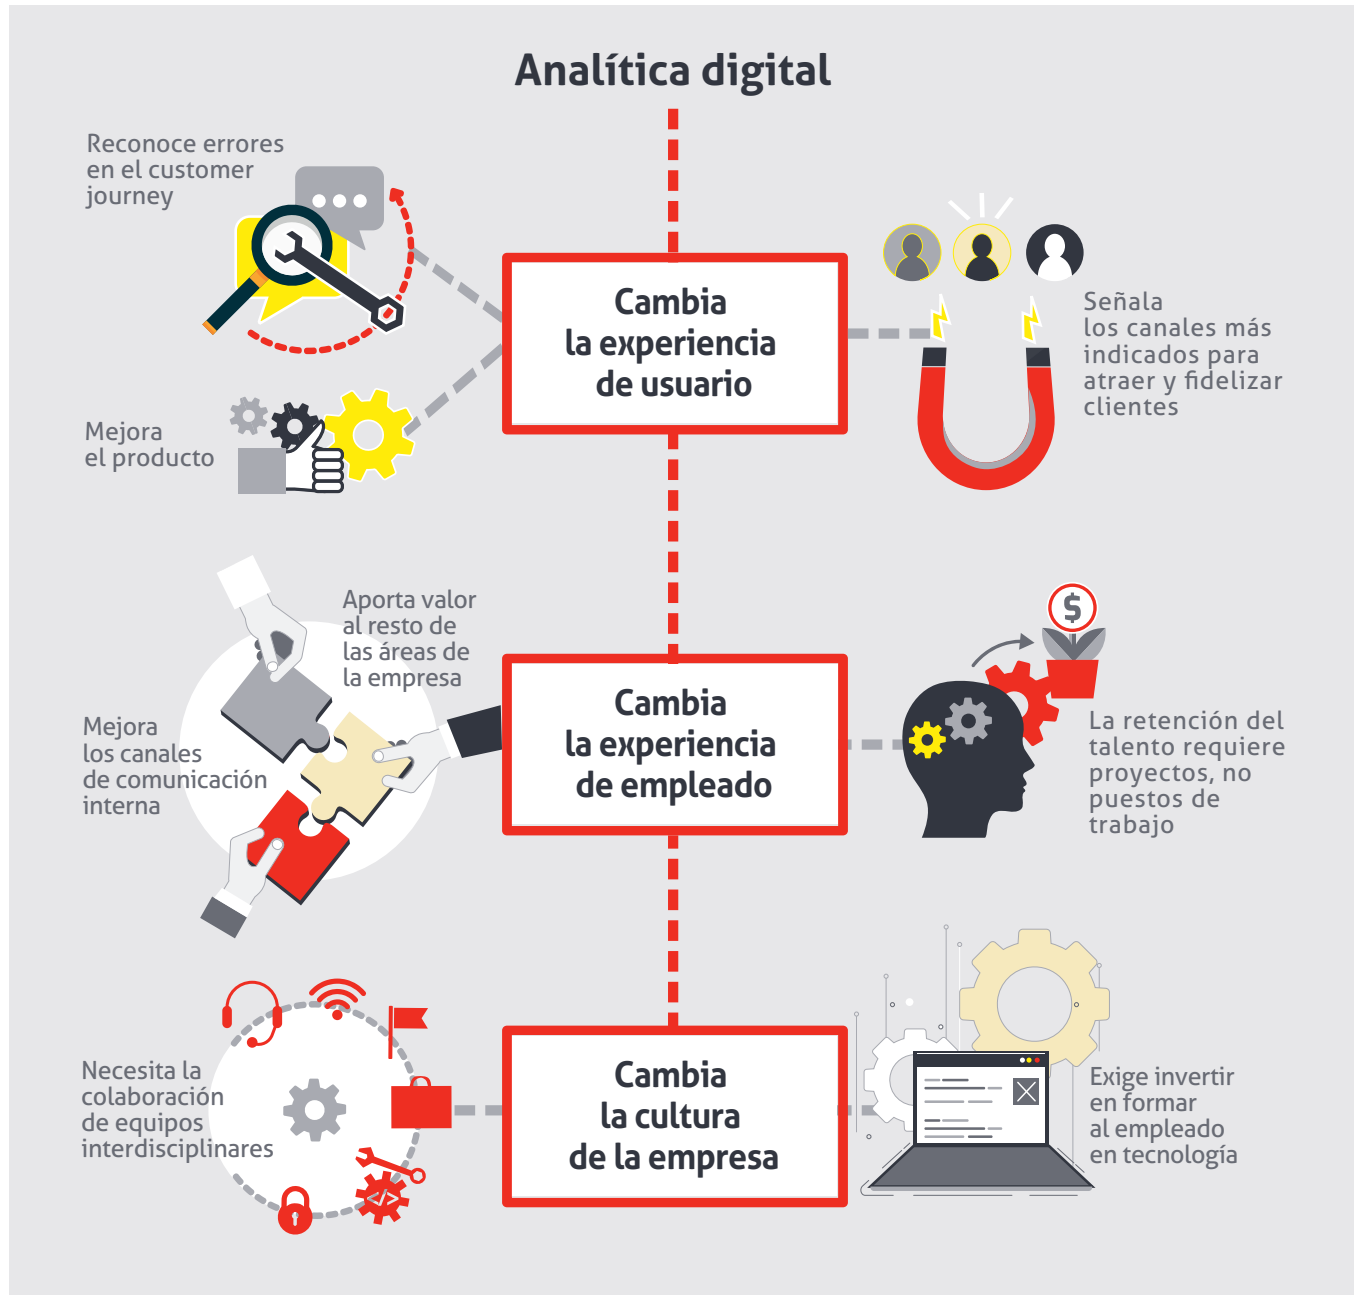 Analítica digital
Reconoce errores
en el customer
journey
Cambia
la experiencia
de usuario
Señala
los canales más
indicados para
atraer y fidelizar
clientes
Mejora
el producto
Aporta valor
al resto de
las áreas de
la empresa
Mejora
los canales
de comunicación
interna
$
Cambia
la experiencia
de empleado
La retención del
talento requiere
proyectos, no
puestos de
trabajo
Necesita la
colaboración
de equipos
interdisciplinares
</>
Cambia
la cultura
de la empresa
Exige invertir
en formar
al empleado
en tecnología